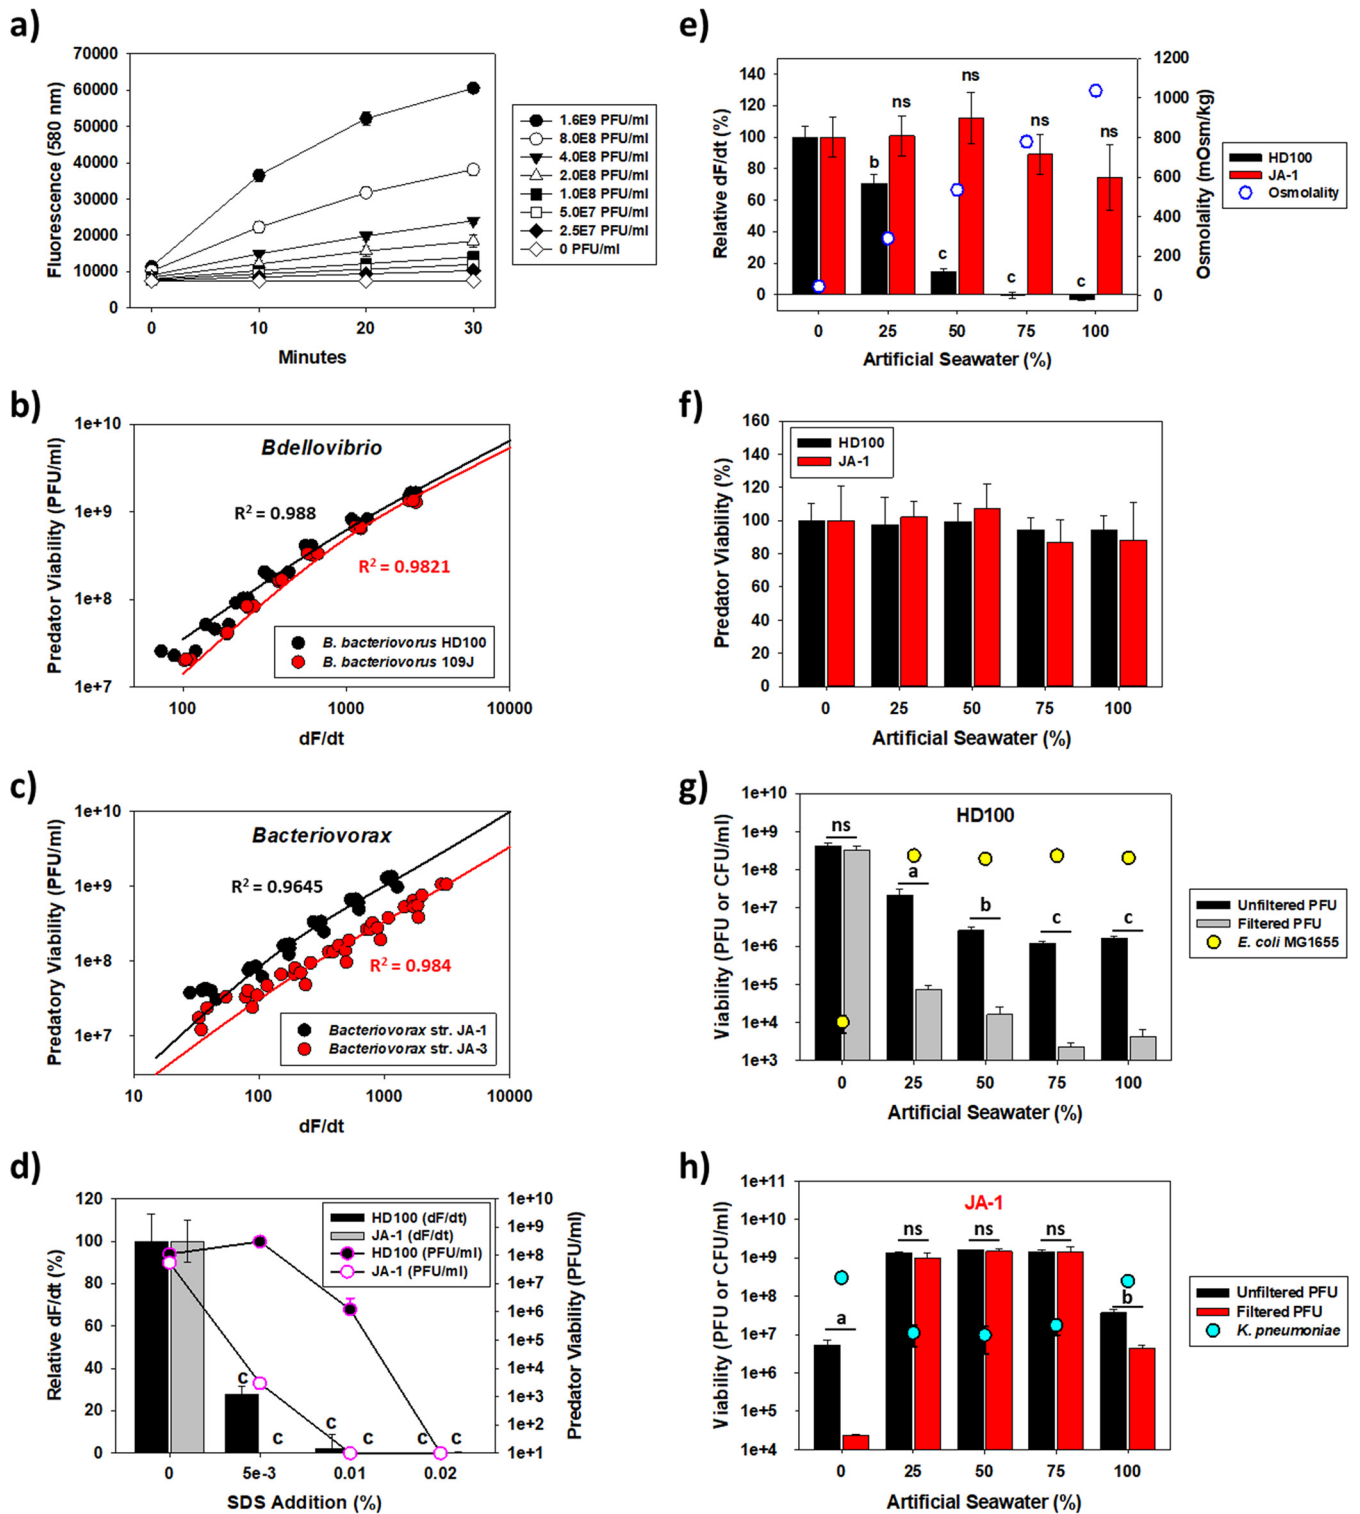 a)
70000
60000
50000
40000
30000
20000
10000
0
Fluorescence (580 nm)
0 10 20 30
Minutes
1.6E9 PFU/ml
8.0E8 PFU/ml
4.0E8 PFU/ml
2.0E8 PFU/ml
1.0E8 PFU/ml
5.0E7 PFU/ml
2.5E7 PFU/ml
0 PFU/ml
b)
1e+10
1e+9
1e+8
1e+7
Predator Viability (PFU/ml)
Bdellovibrio
R² = 0.988
R² = 0.9821
B. bacteriovorus HD100
B. bacteriovorus 109J
100 1000 10000
dF/dt
c)
1e+10
1e+9
1e+8
1e+7
Predatory Viability (PFU/ml)
Bacteriovorax
R² = 0.9645
R² = 0.984
Bacteriovorax str. JA-1
Bacteriovorax str. JA-3
10 100 1000 10000
dF/dt
d)
120
100
80
60
40
20
0
Relative dF/dt (%)
HD100 (dF/dt)
JA-1 (dF/dt)
HD100 (PFU/ml)
JA-1 (PFU/ml)
c
c
c
c
c
c
1e+10
1e+9
1e+8
1e+7
1e+6
1e+5
1e+4
1e+3
1e+2
1e+1
Predator Viability (PFU/ml)
0 5e-3 0.01 0.02
SDS Addition (%)
e)
140
120
100
80
60
40
20
0
Relative dF/dt (%)
b
ns
c
ns
c
ns
c
ns
1200
1000
800
600
400
200
0
Osmolality (mOsm/kg)
HD100
JA-1
Osmolality
0 25 50 75 100
Artificial Seawater (%)
f)
160
140
120
100
80
60
40
20
0
Predator Viability (%)
HD100
JA-1
0 25 50 75 100
Artificial Seawater (%)
g)
1e+10
1e+9
1e+8
1e+7
1e+6
1e+5
1e+4
1e+3
Viability (PFU or CFU/ml)
HD100
ns
a
b
c
c
Unfiltered PFU
Filtered PFU
E. coli MG1655
0 25 50 75 100
Artificial Seawater (%)
h)
1e+11
1e+10
1e+9
1e+8
1e+7
1e+6
1e+5
1e+4
Viability (PFU or CFU/ml)
JA-1
a
ns
ns
ns
b
Unfiltered PFU
Filtered PFU
K. pneumoniae
0 25 50 75 100
Artificial Seawater (%)